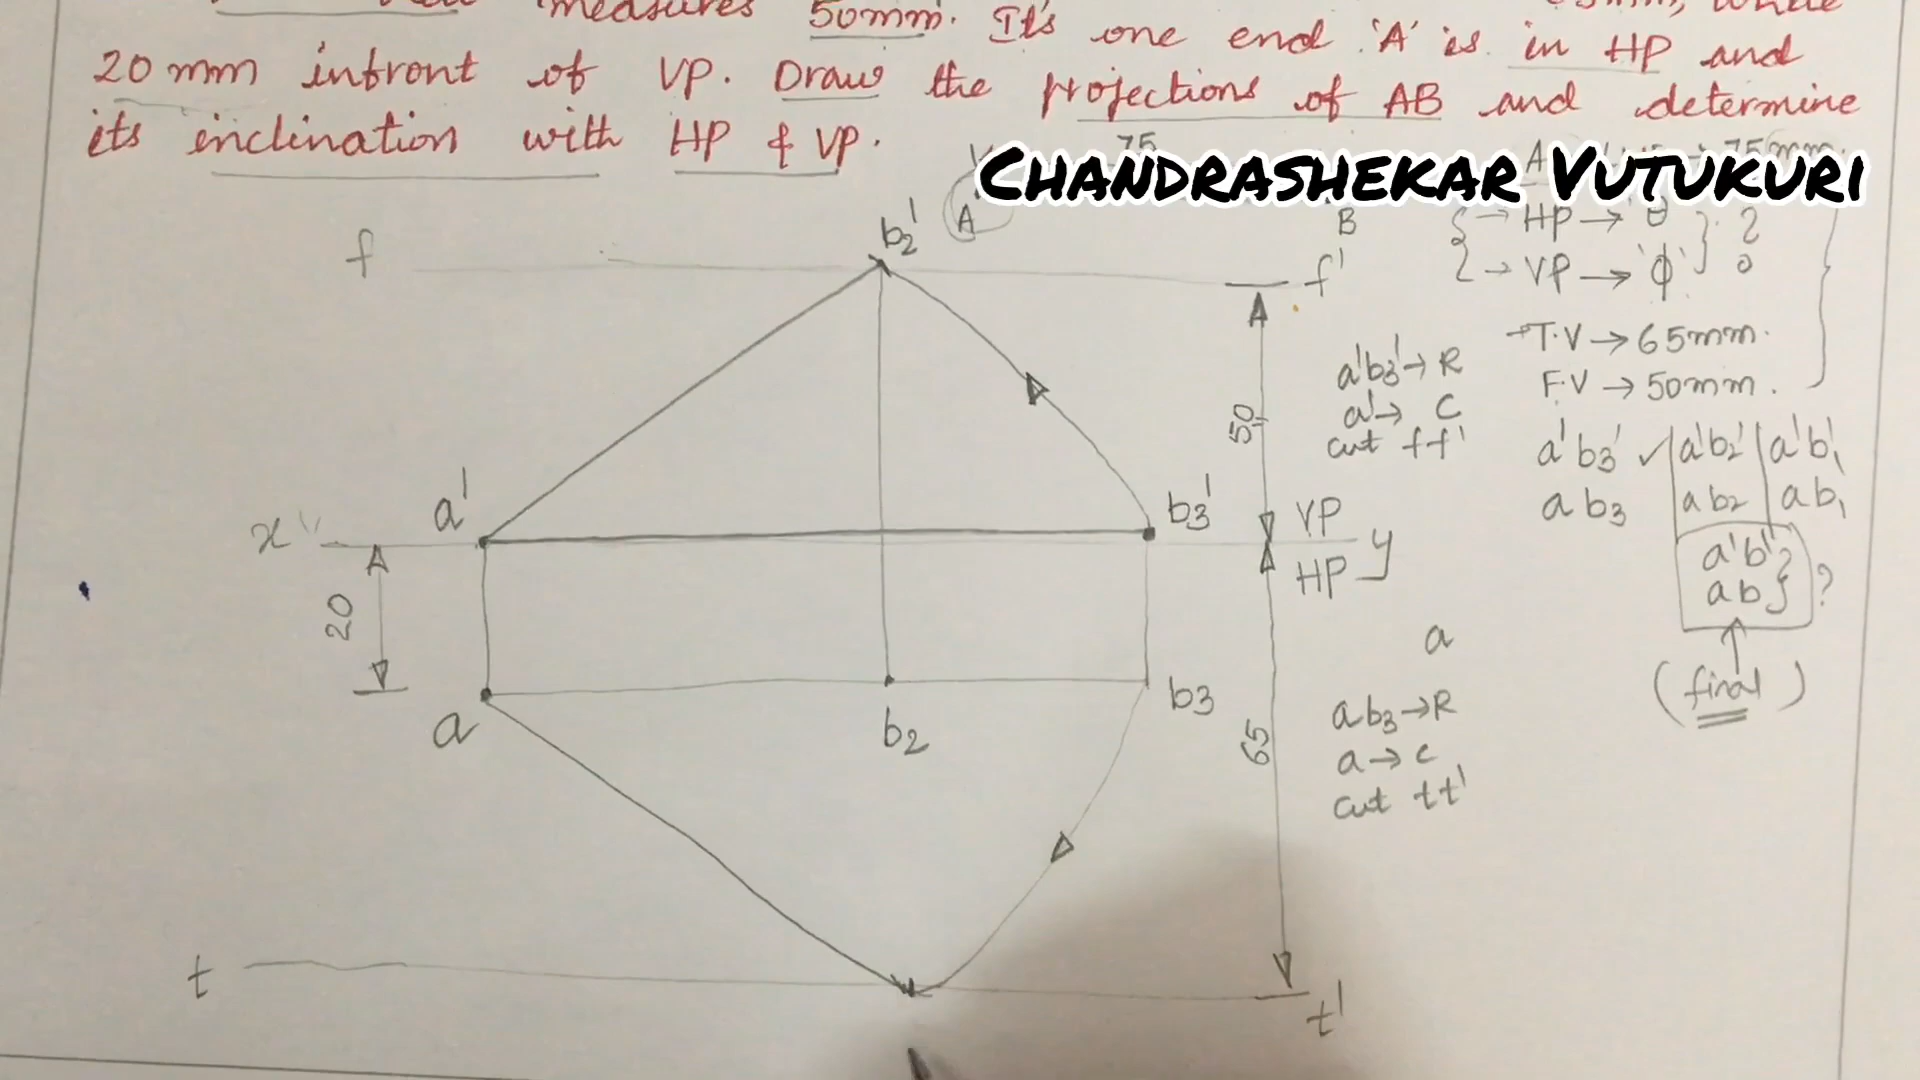 measures 50mm. It's one end 'A' is in HP and
20 mm infront of VP. Draw the projections of AB and determine
its inclination with HP & VP.
75
CHANDRASHEKAR VUTUKURI
A
B
→ HP → 'θ'
→ VP → 'ϕ'
?
→T.V → 65mm.
F.V → 50mm.
f
b2'
f'
a'b3' → R
a' → C
cut ff'
50
a'b3' ✓ | a'b2' | a'b1'
ab3 | ab2 | ab1
a'b'
ab
?
(final)
x
a'
b3'
VP
HP
y
20
a
b2
b3
65
a
ab3 → R
a → c
cut tt'
t
t'